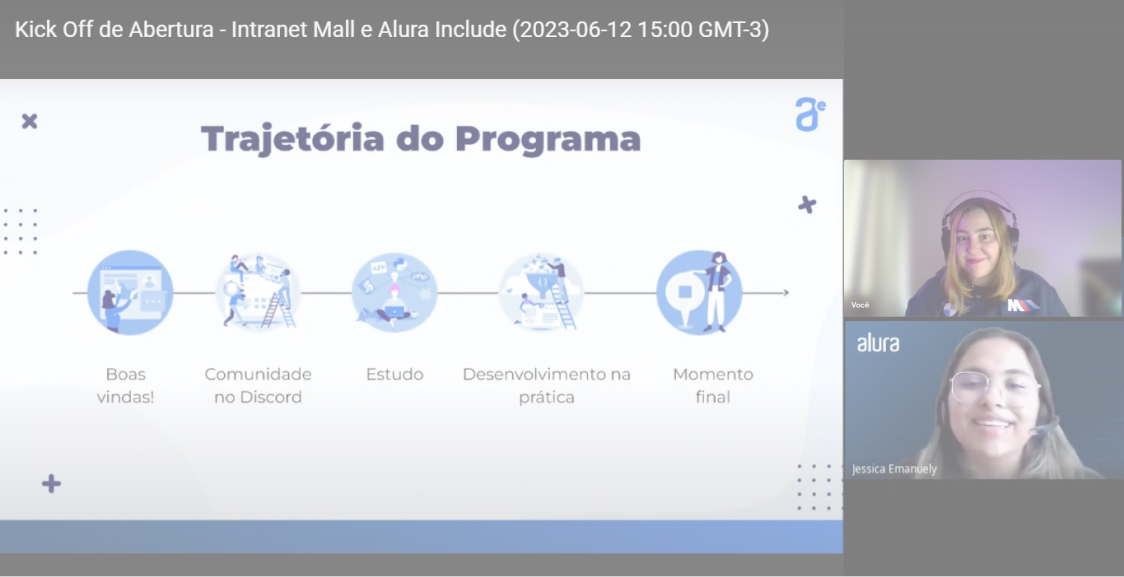 Kick Off de Abertura - Intranet Mall e Alura Include (2023-06-12 15:00 GMT-3)
Trajetória do Programa
Boas
vindas!
Comunidade
no Discord
Estudo
Desenvolvimento na
prática
Momento
final
Você
alura
Jessica Emanuely